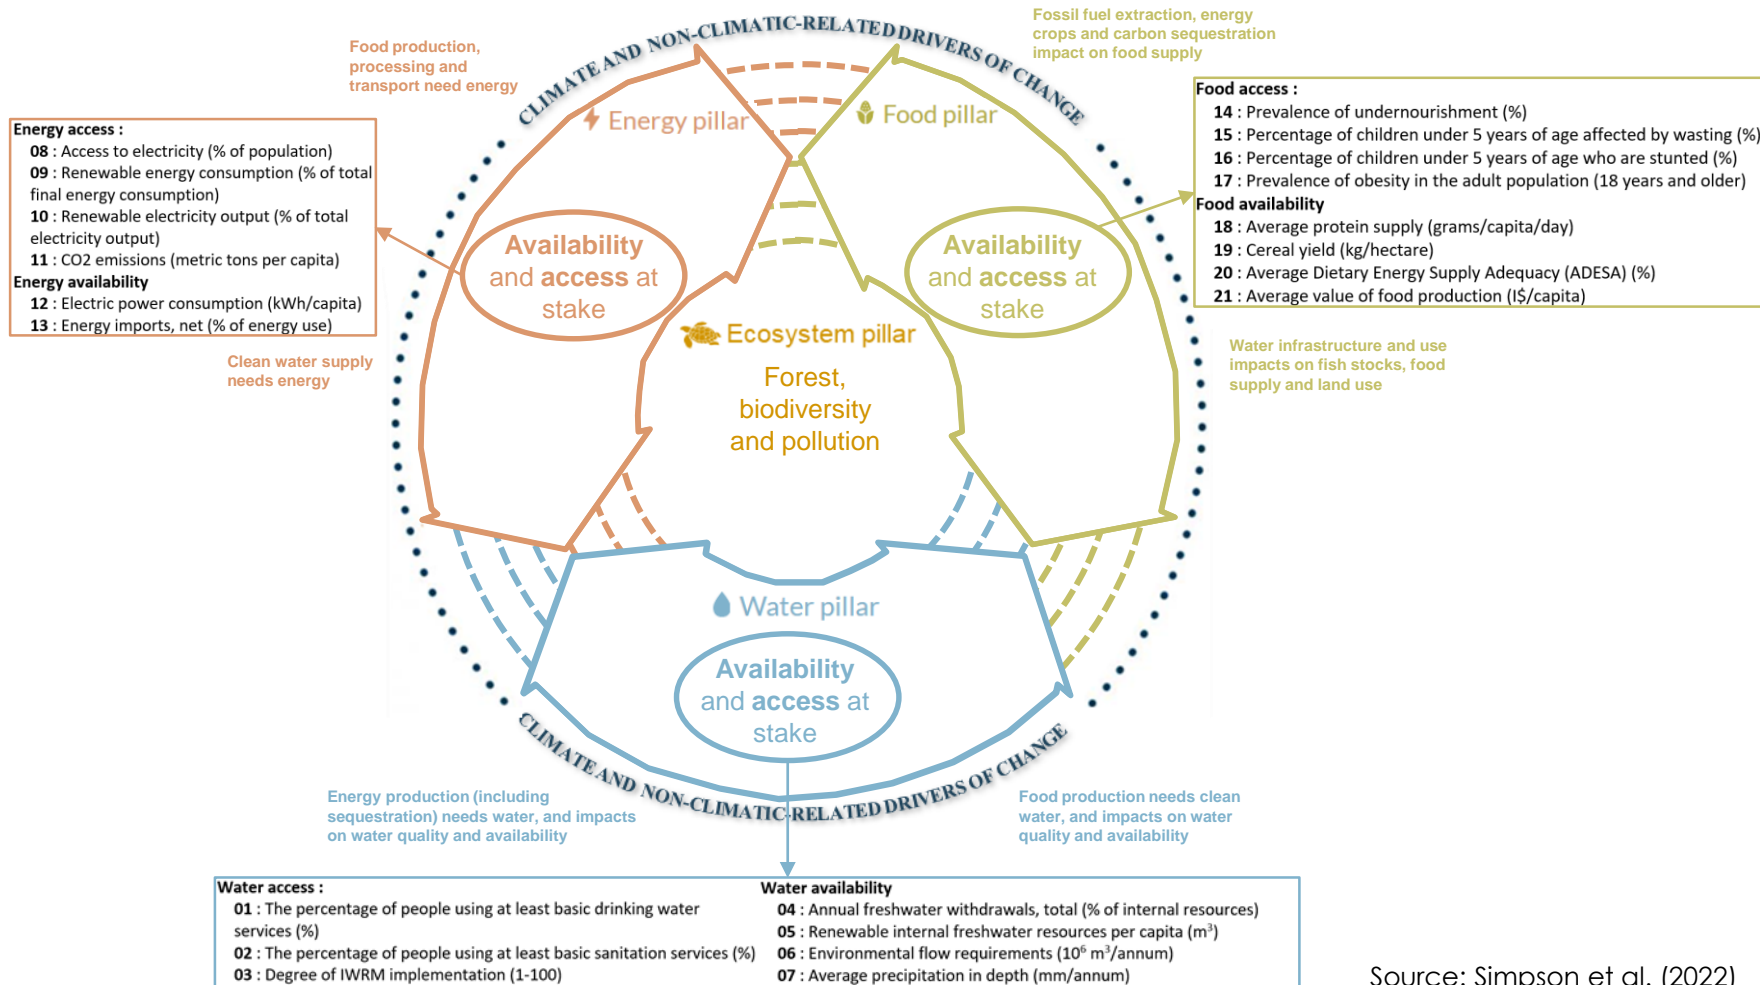 CLIMATE AND NON-CLIMATIC-RELATED DRIVERS OF CHANGE
Food production,
processing and
transport need energy
Fossil fuel extraction, energy
crops and carbon sequestration
impact on food supply
Energy pillar
Food pillar
Energy access :
08 : Access to electricity (% of population)
09 : Renewable energy consumption (% of total
final energy consumption)
10 : Renewable electricity output (% of total
electricity output)
11 : CO2 emissions (metric tons per capita)
Energy availability
12 : Electric power consumption (kWh/capita)
13 : Energy imports, net (% of energy use)
Food access :
14 : Prevalence of undernourishment (%)
15 : Percentage of children under 5 years of age affected by wasting (%)
16 : Percentage of children under 5 years of age who are stunted (%)
17 : Prevalence of obesity in the adult population (18 years and older)
Food availability
18 : Average protein supply (grams/capita/day)
19 : Cereal yield (kg/hectare)
20 : Average Dietary Energy Supply Adequacy (ADESA) (%)
21 : Average value of food production (I$/capita)
Availability
and access at
stake
Availability
and access at
stake
Ecosystem pillar
Forest,
biodiversity
and pollution
Clean water supply
needs energy
Water infrastructure and use
impacts on fish stocks, food
supply and land use
Water pillar
Availability
and access at
stake
CLIMATE AND NON-CLIMATIC-RELATED DRIVERS OF CHANGE
Energy production (including
sequestration) needs water, and impacts
on water quality and availability
Food production needs clean
water, and impacts on water
quality and availability
Water access :
01 : The percentage of people using at least basic drinking water
services (%)
02 : The percentage of people using at least basic sanitation services (%)
03 : Degree of IWRM implementation (1-100)
Water availability
04 : Annual freshwater withdrawals, total (% of internal resources)
05 : Renewable internal freshwater resources per capita (m³)
06 : Environmental flow requirements (10⁶ m³/annum)
07 : Average precipitation in depth (mm/annum)
Source: Simpson et al. (2022)